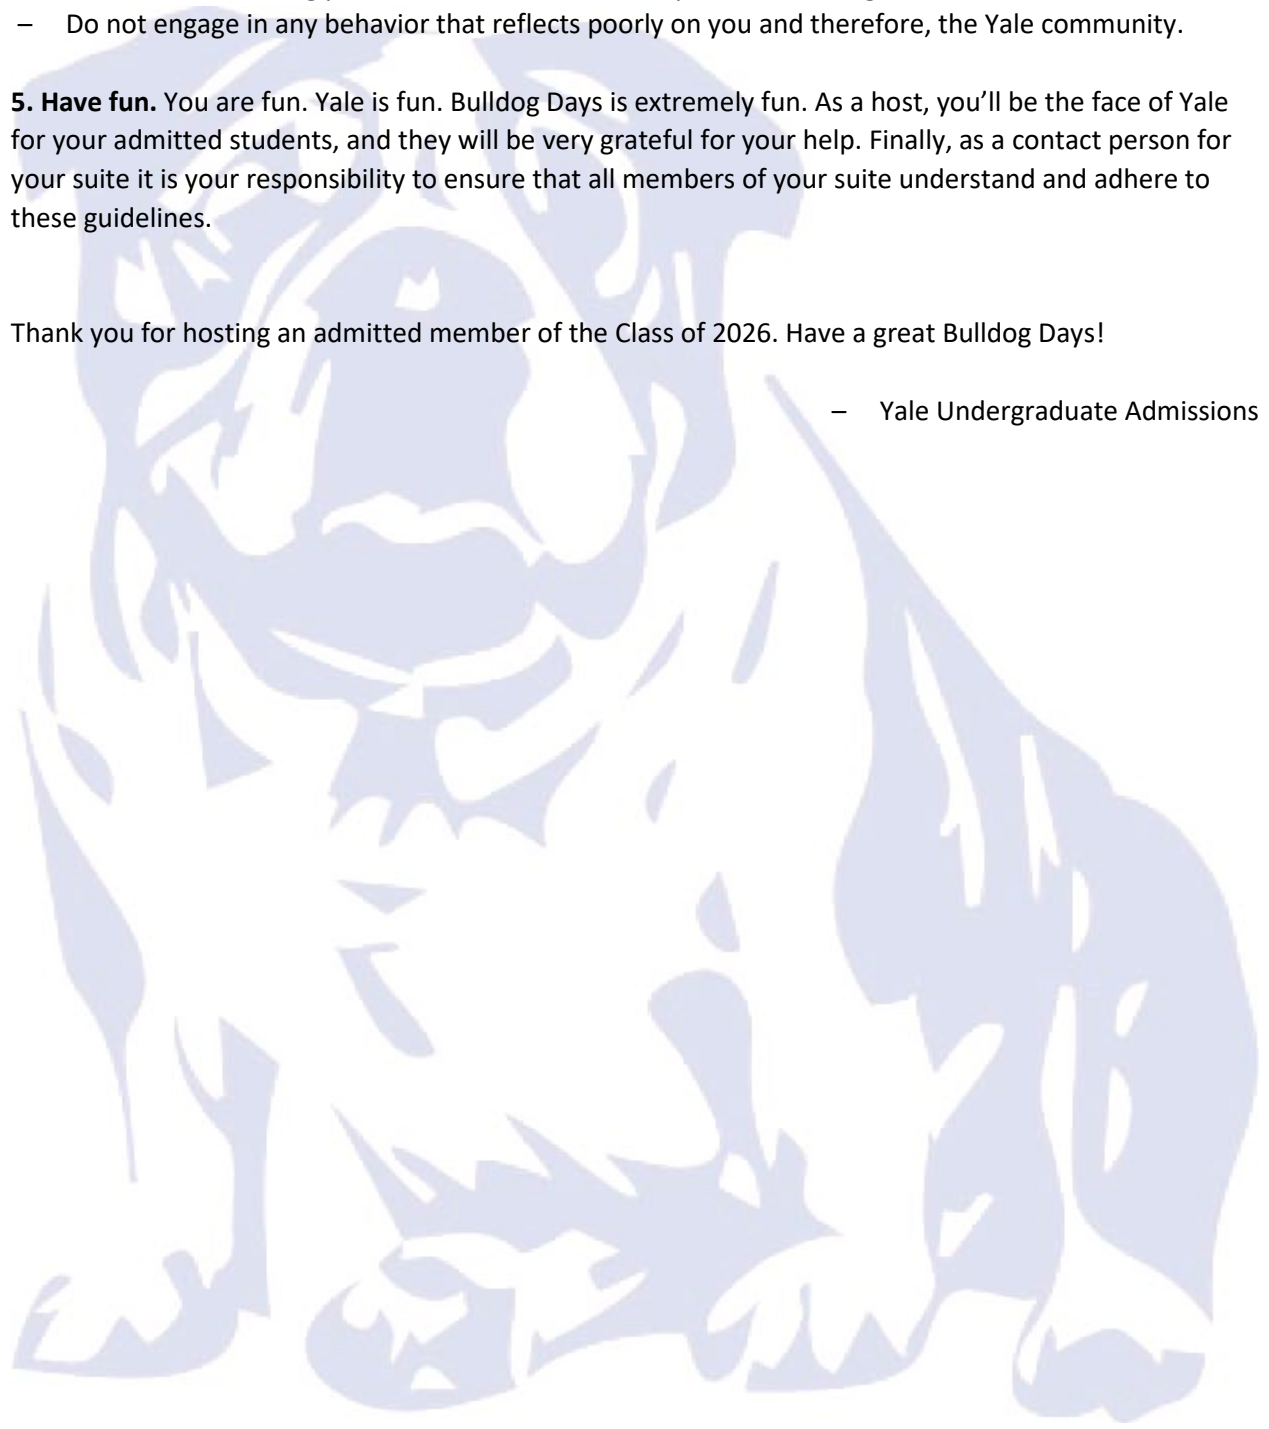 – Do not engage in any behavior that reflects poorly on you and therefore, the Yale community.
5. Have fun. You are fun. Yale is fun. Bulldog Days is extremely fun. As a host, you’ll be the face of Yale
for your admitted students, and they will be very grateful for your help. Finally, as a contact person for
your suite it is your responsibility to ensure that all members of your suite understand and adhere to
these guidelines.
Thank you for hosting an admitted member of the Class of 2026. Have a great Bulldog Days!
– Yale Undergraduate Admissions